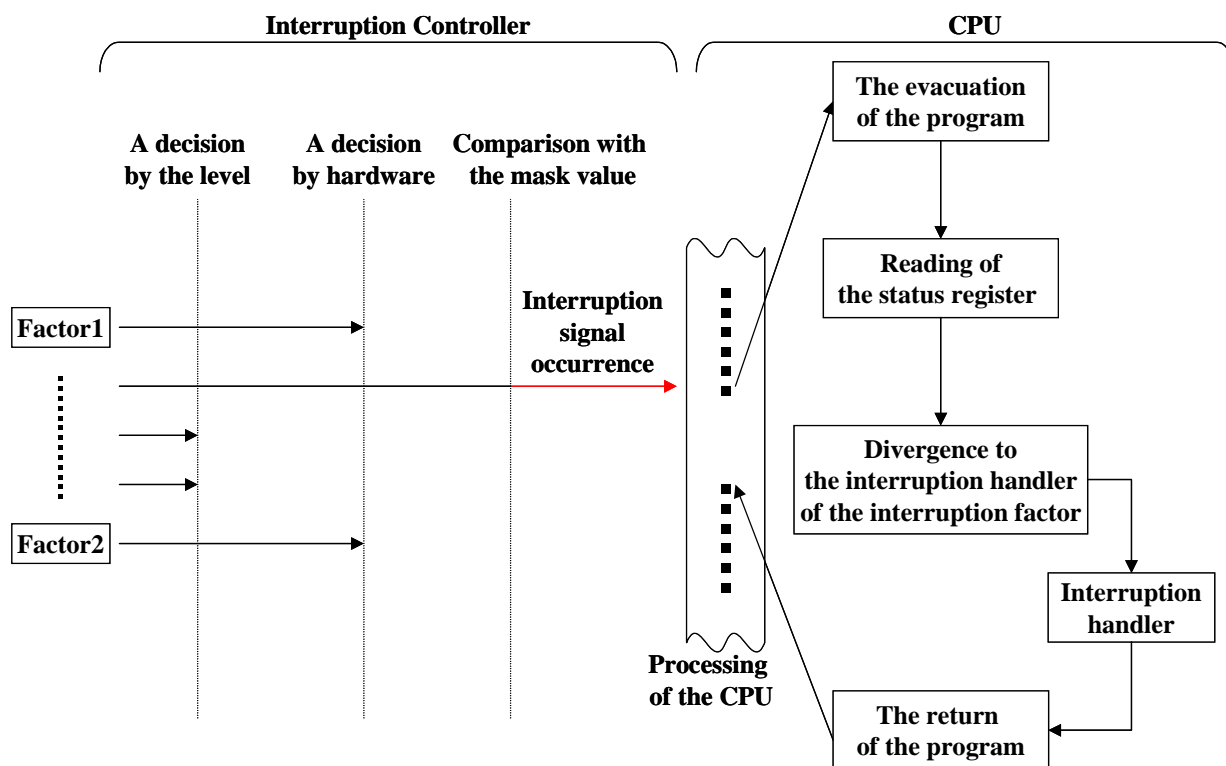 Interruption Controller
CPU
The evacuation
of the program
A decision
by the level
A decision
by hardware
Comparison with
the mask value
Reading of
the status register
Factor1
Interruption
signal
occurrence
Divergence to
the interruption handler
of the interruption factor
Factor2
Interruption
handler
Processing
of the CPU
The return
of the program